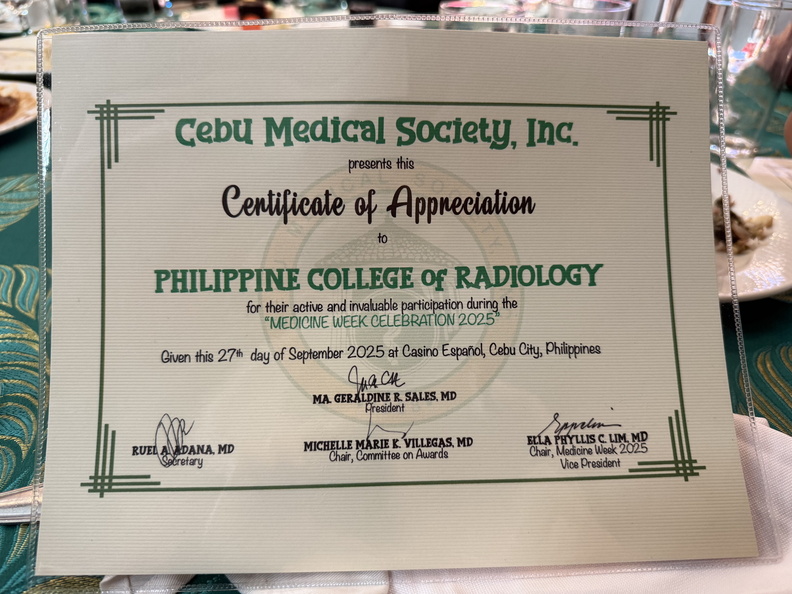 Cebu Medical Society, Inc.
presents this
Certificate of Appreciation
to
PHILIPPINE COLLEGE of RADIOLOGY
for their active and invaluable participation during the
"MEDICINE WEEK CELEBRATION 2025"
Given this 27th day of September 2025 at Casino Español, Cebu City, Philippines
MA. GERALDINE R. SALES, MD
President
RUEL A. ADANA, MD
Secretary
MICHELLE MARIE K. VILLEGAS, MD
Chair, Committee on Awards
ELLA PHYLLIS C. LIM, MD
Chair, Medicine Week 2025
Vice President